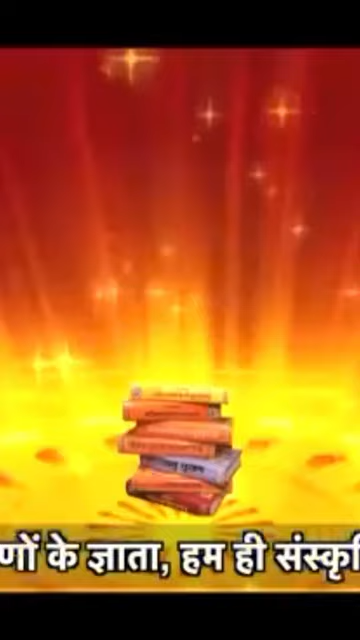 णों के ज्ञाता, हम ही संस्कृि